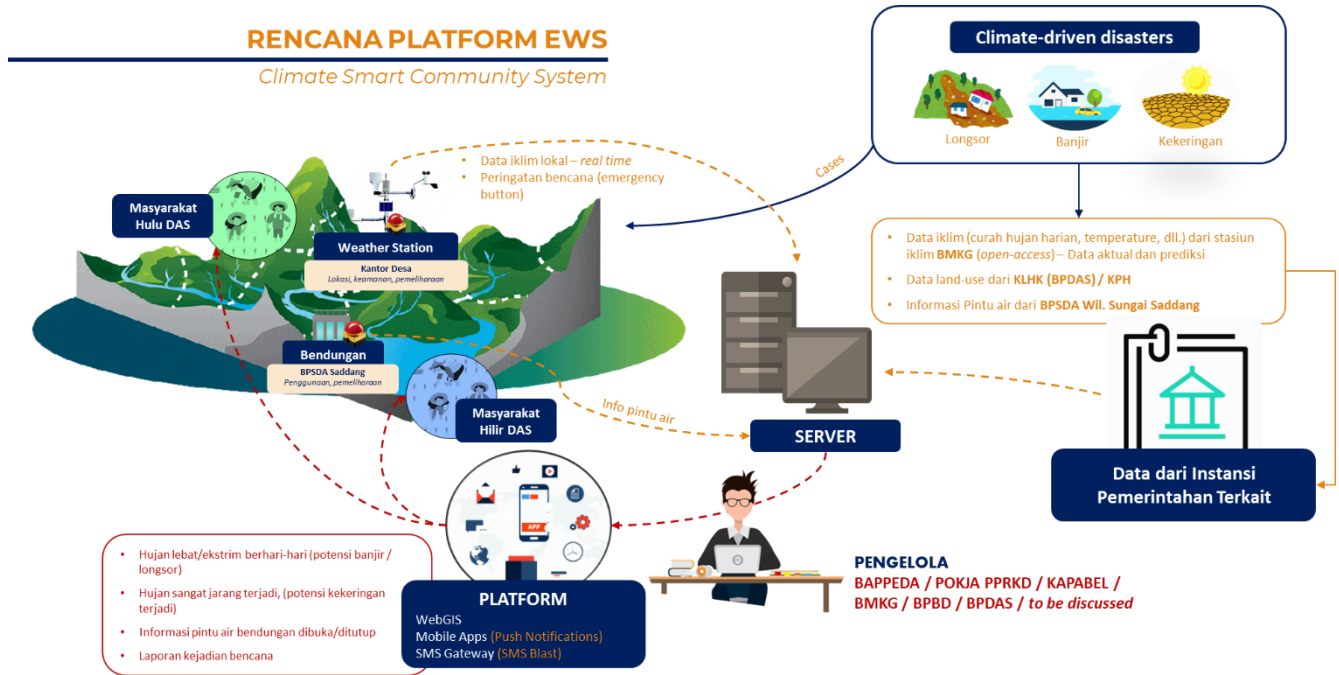 RENCANA PLATFORM EWS
Climate Smart Community System
Climate-driven disasters
Longsor
Banjir
Kekeringan
Cases
• Data iklim lokal – real time
• Peringatan bencana (emergency
button)
Masyarakat
Hulu DAS
Weather Station
Kantor Desa
Lokasi, keamanan, pemeliharaan
Bendungan
BPSDA Saddang
Penggunaan, pemeliharaan
Masyarakat
Hilir DAS
Info pintu air
SERVER
• Data iklim (curah hujan harian, temperature, dll.) dari stasiun
iklim BMKG (open-access) – Data aktual dan prediksi
• Data land-use dari KLHK (BPDAS) / KPH
• Informasi Pintu air dari BPSDA Wil. Sungai Saddang
Data dari Instansi
Pemerintahan Terkait
• Hujan lebat/ekstrim berhari-hari (potensi banjir /
longsor)
• Hujan sangat jarang terjadi, (potensi kekeringan
terjadi)
• Informasi pintu air bendungan dibuka/ditutup
• Laporan kejadian bencana
APP
PLATFORM
WebGIS
Mobile Apps (Push Notifications)
SMS Gateway (SMS Blast)
PENGELOLA
BAPPEDA / POKJA PPRKD / KAPABEL /
BMKG / BPBD / BPDAS / to be discussed